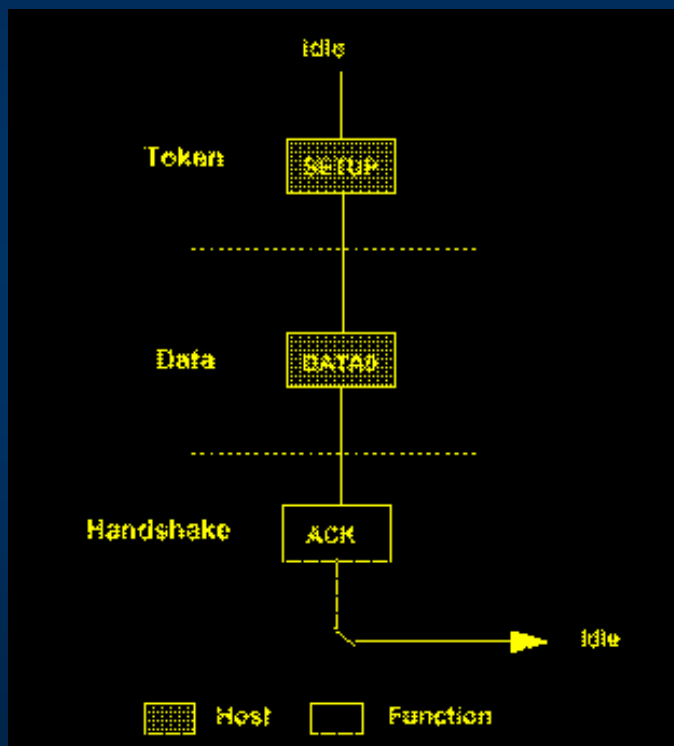 Idle
Token
SETUP
Data
DATA0
Handshake
ACK
Idle
Host
Function